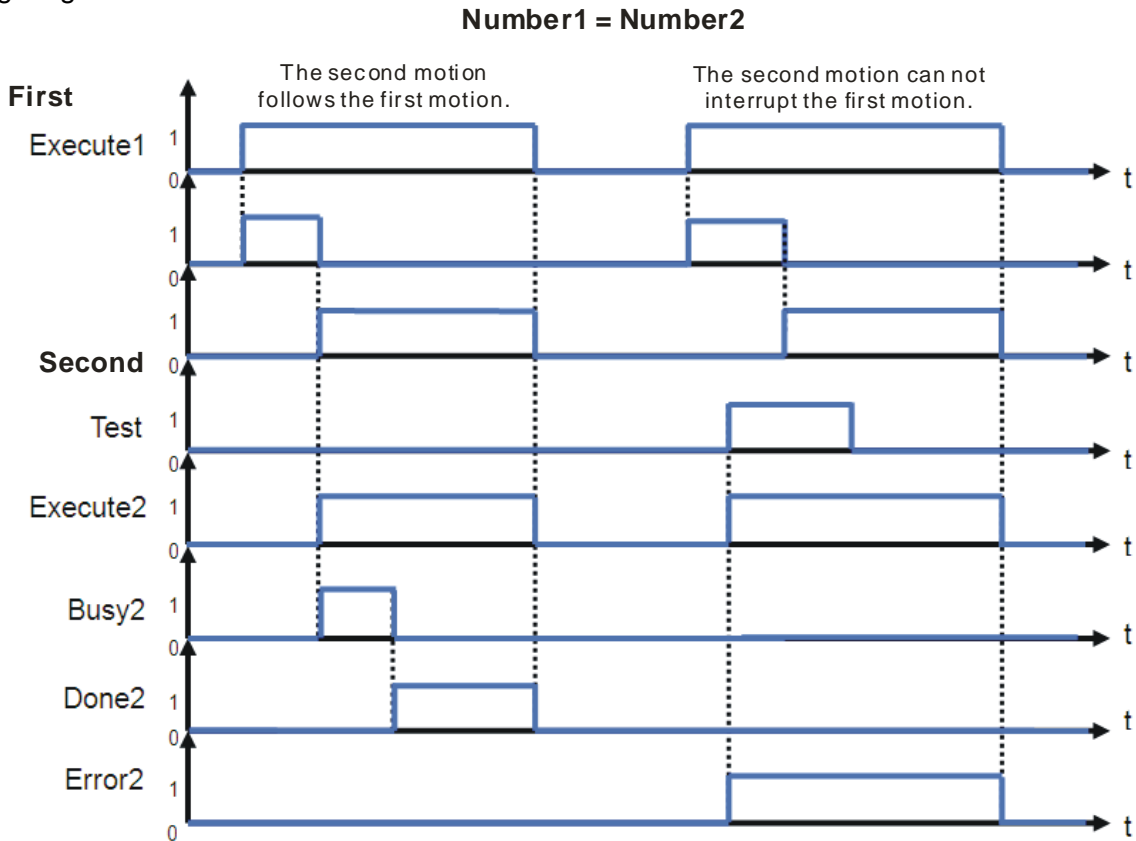 Number1 = Number2
The second motion
follows the first motion.
The second motion can not
interrupt the first motion.
First
Execute1
1
0
t
1
0
t
1
0
t
Second
Test
1
0
t
Execute2
1
0
t
Busy2
1
0
t
Done2
1
0
t
Error2
1
0
t